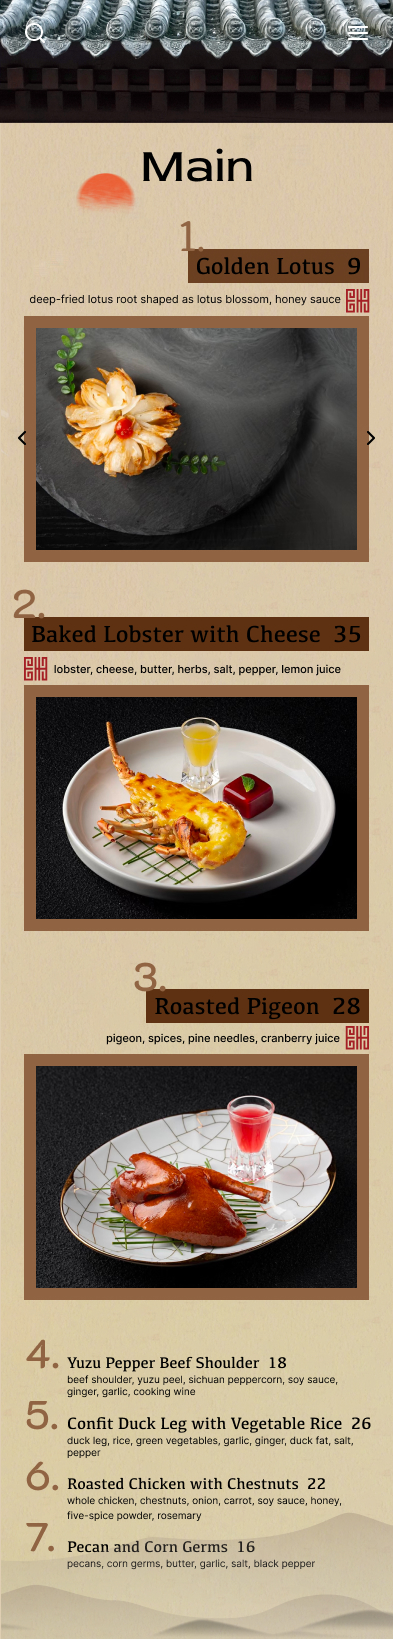 Main
1.
Golden Lotus 9
deep-fried lotus root shaped as lotus blossom, honey sauce
2.
Baked Lobster with Cheese 35
lobster, cheese, butter, herbs, salt, pepper, lemon juice
3.
Roasted Pigeon 28
pigeon, spices, pine needles, cranberry juice
4.
Yuzu Pepper Beef Shoulder 18
beef shoulder, yuzu peel, sichuan peppercorn, soy sauce,
ginger, garlic, cooking wine
5.
Confit Duck Leg with Vegetable Rice 26
duck leg, rice, green vegetables, garlic, ginger, duck fat, salt,
pepper
6.
Roasted Chicken with Chestnuts 22
whole chicken, chestnuts, onion, carrot, soy sauce, honey,
five-spice powder, rosemary
7.
Pecan and Corn Germs 16
pecans, corn germs, butter, garlic, salt, black pepper